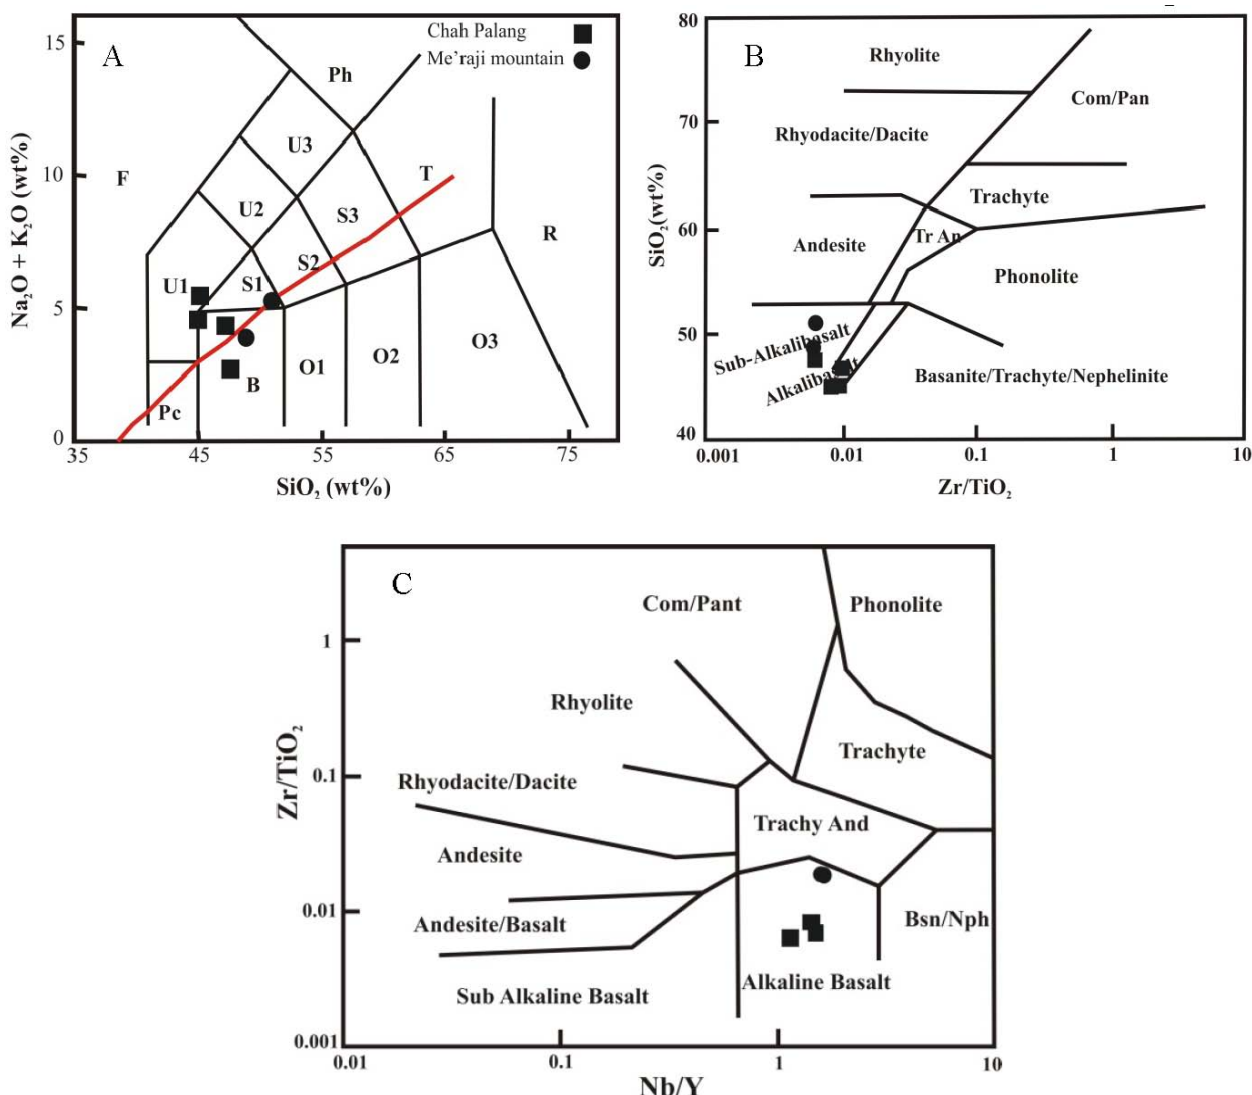 A
Chah Palang
Me'raji mountain
15
10
5
0
Na₂O + K₂O (wt%)
Ph
U3
F
T
U2
S3
R
S2
U1
S1
O3
O2
O1
B
Pc
35
45
55
65
75
SiO₂ (wt%)
B
80
70
60
50
40
SiO₂(wt%)
Rhyolite
Com/Pan
Rhyodacite/Dacite
Trachyte
Tr An
Andesite
Phonolite
Sub-Alkalibasalt
Alkalibasalt
Basanite/Trachyte/Nephelinite
0.001
0.01
0.1
1
10
Zr/TiO₂
C
Com/Pant
Phonolite
1
Rhyolite
Trachyte
Zr/TiO₂
0.1
Rhyodacite/Dacite
Trachy And
Andesite
0.01
Bsn/Nph
Andesite/Basalt
Alkaline Basalt
Sub Alkaline Basalt
0.001
0.01
0.1
1
10
Nb/Y